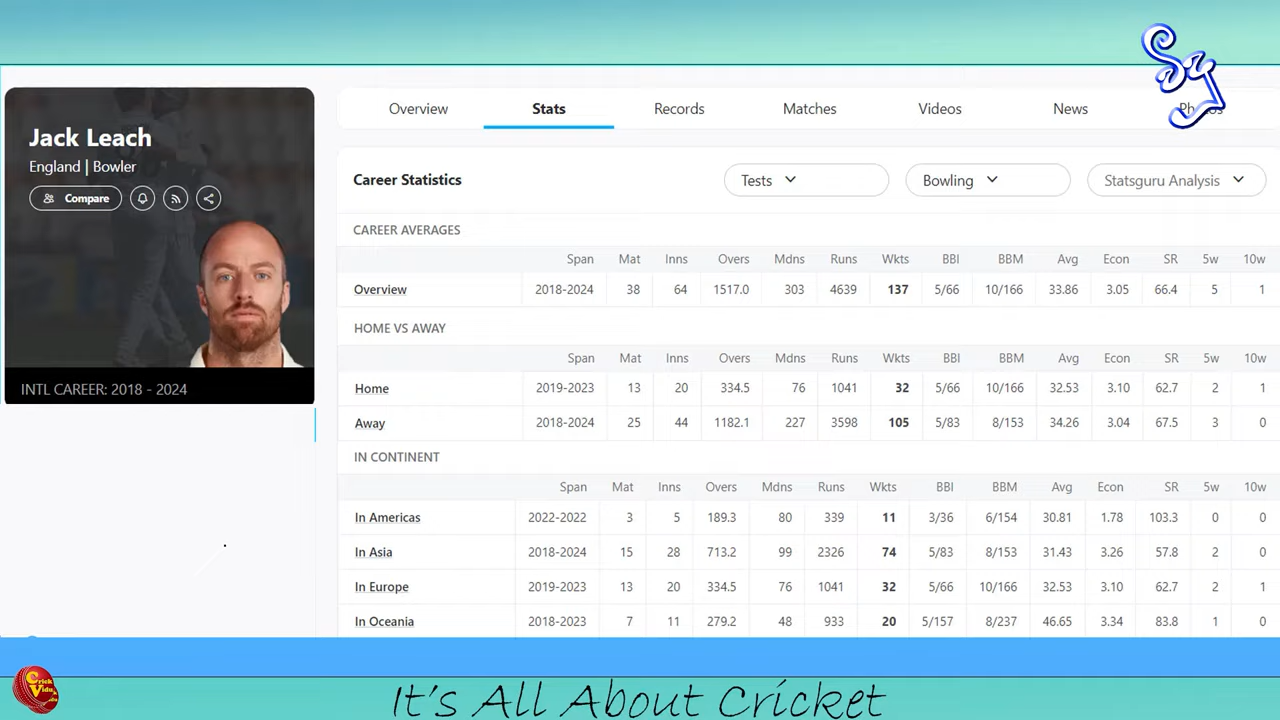 Jack Leach
England | Bowler
Compare
INTL CAREER: 2018 - 2024
Overview Stats Records Matches Videos News Photos
Career Statistics Tests Bowling Statsguru Analysis
CAREER AVERAGES
Span Mat Inns Overs Mdns Runs Wkts BBI BBM Avg Econ SR 5w 10w
Overview 2018-2024 38 64 1517.0 303 4639 137 5/66 10/166 33.86 3.05 66.4 5 1
HOME VS AWAY
Span Mat Inns Overs Mdns Runs Wkts BBI BBM Avg Econ SR 5w 10w
Home 2019-2023 13 20 334.5 76 1041 32 5/66 10/166 32.53 3.10 62.7 2 1
Away 2018-2024 25 44 1182.1 227 3598 105 5/83 8/153 34.26 3.04 67.5 3 0
IN CONTINENT
Span Mat Inns Overs Mdns Runs Wkts BBI BBM Avg Econ SR 5w 10w
In Americas 2022-2022 3 5 189.3 80 339 11 3/36 6/154 30.81 1.78 103.3 0 0
In Asia 2018-2024 15 28 713.2 99 2326 74 5/83 8/153 31.43 3.26 57.8 2 0
In Europe 2019-2023 13 20 334.5 76 1041 32 5/66 10/166 32.53 3.10 62.7 2 1
In Oceania 2018-2023 7 11 279.2 48 933 20 5/157 8/237 46.65 3.34 83.8 1 0
Crick
It's All About Cricket